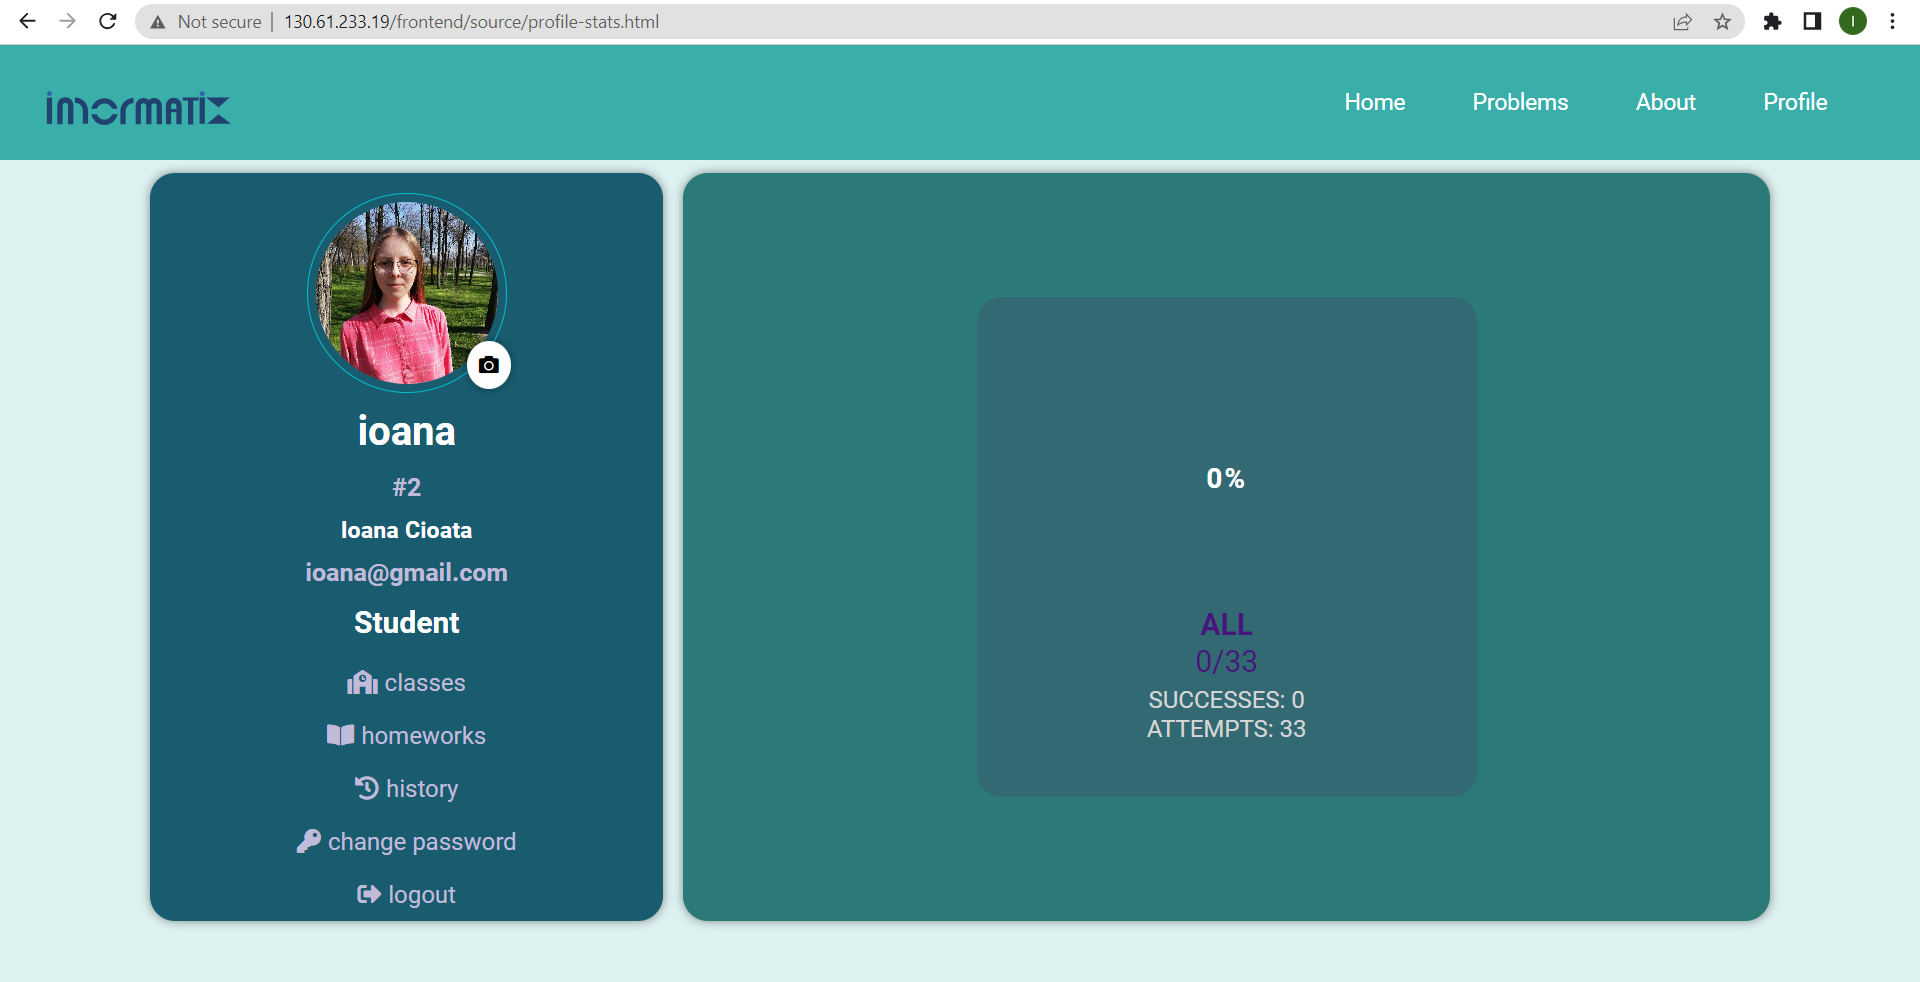 Not secure | 130.61.233.19/frontend/source/profile-stats.html
I
imormatix
Home Problems About Profile
ioana
#2
Ioana Cioata
ioana@gmail.com
Student
classes
homeworks
history
change password
logout
0%
ALL
0/33
SUCCESSES: 0
ATTEMPTS: 33